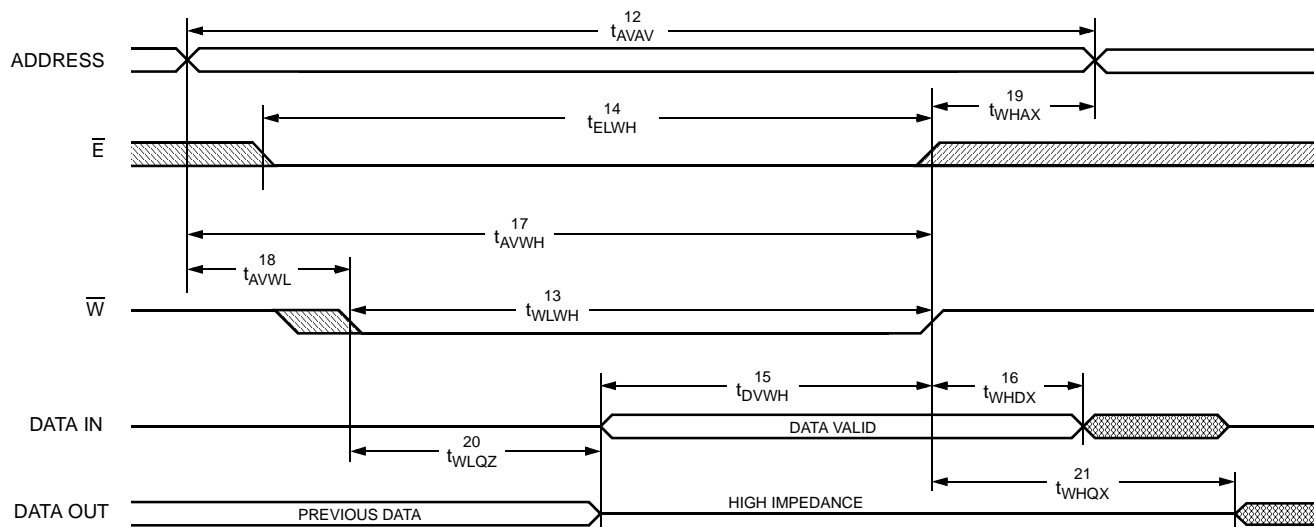 12
tAVAV
ADDRESS
14
tELWH
19
tWHAX
E̅
17
tAVWH
18
tAVWL
W̅
13
tWLWH
15
tDVWH
16
tWHDX
DATA IN
DATA VALID
20
tWLQZ
21
tWHQX
DATA OUT
PREVIOUS DATA
HIGH IMPEDANCE